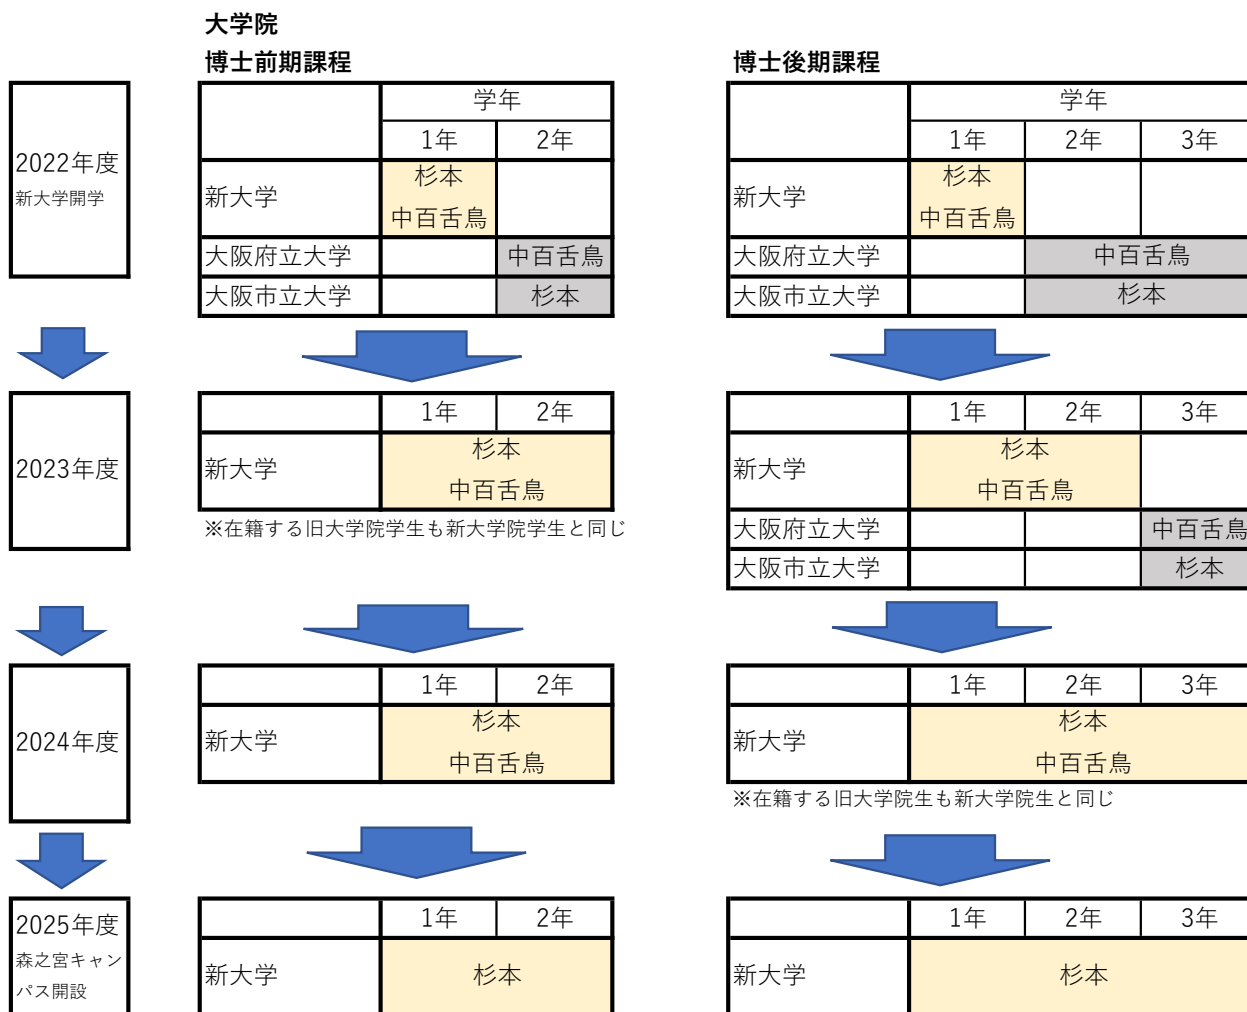 大学院
博士前期課程
博士後期課程
2022年度
新大学開学
学年
1年 2年
新大学
杉本
中百舌鳥
大阪府立大学 中百舌鳥
大阪市立大学 杉本
学年
1年 2年 3年
新大学
杉本
中百舌鳥
大阪府立大学 中百舌鳥
大阪市立大学 杉本
2023年度
1年 2年
新大学
杉本
中百舌鳥
※在籍する旧大学院学生も新大学院学生と同じ
1年 2年 3年
新大学
杉本
中百舌鳥
大阪府立大学 中百舌鳥
大阪市立大学 杉本
2024年度
1年 2年
新大学
杉本
中百舌鳥
1年 2年 3年
新大学
杉本
中百舌鳥
※在籍する旧大学院生も新大学院生と同じ
2025年度
森之宮キャン
パス開設
1年 2年
新大学 杉本
1年 2年 3年
新大学 杉本